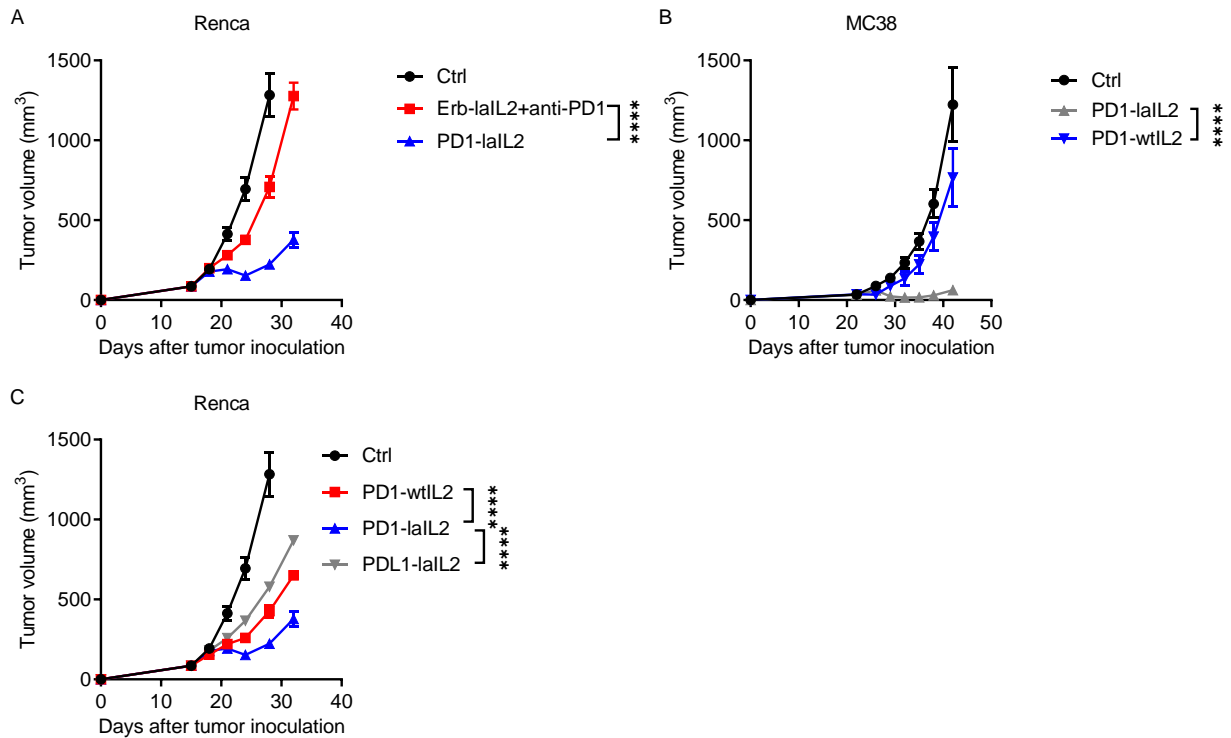 A
Renca
Tumor volume (mm³)
1500
1000
500
0
0 10 20 30 40
Days after tumor inoculation
Ctrl
Erb-laIL2+anti-PD1
PD1-laIL2
****
B
MC38
Tumor volume (mm³)
1500
1000
500
0
0 10 20 30 40 50
Days after tumor inoculation
Ctrl
PD1-laIL2
PD1-wtIL2
****
C
Renca
Tumor volume (mm³)
1500
1000
500
0
0 10 20 30 40
Days after tumor inoculation
Ctrl
PD1-wtIL2
PD1-laIL2
PDL1-laIL2
****
****